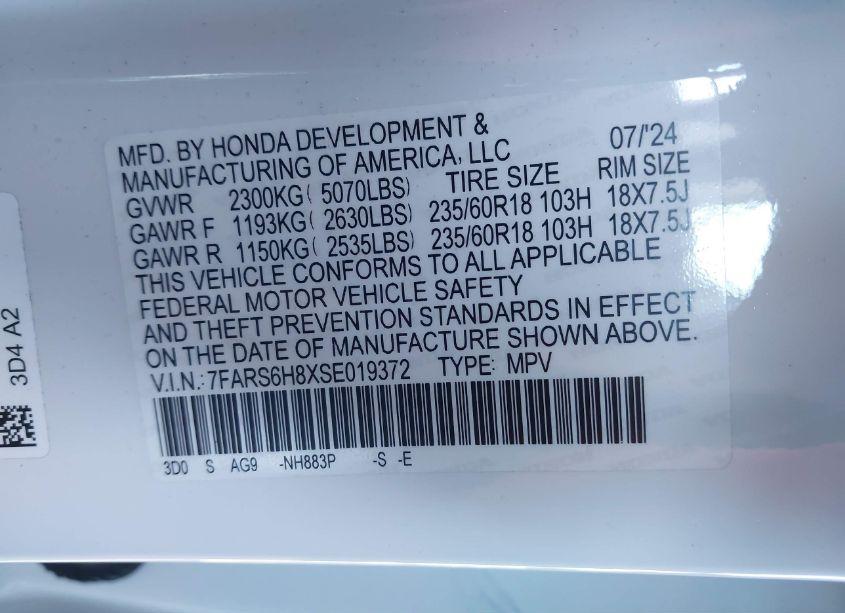 MFD. BY HONDA DEVELOPMENT & 07/'24
MANUFACTURING OF AMERICA, LLC RIM SIZE
GVWR 2300KG( 5070LBS) TIRE SIZE
GAWR F 1193KG( 2630LBS) 235/60R18 103H 18X7.5J
GAWR R 1150KG( 2535LBS) 235/60R18 103H 18X7.5J
THIS VEHICLE CONFORMS TO ALL APPLICABLE
FEDERAL MOTOR VEHICLE SAFETY
AND THEFT PREVENTION STANDARDS IN EFFECT
ON THE DATE OF MANUFACTURE SHOWN ABOVE.
V.I.N.: 7FARS6H8XSE019372 TYPE: MPV
3D0 S AG9 -NH883P -S -E
3D4 A2